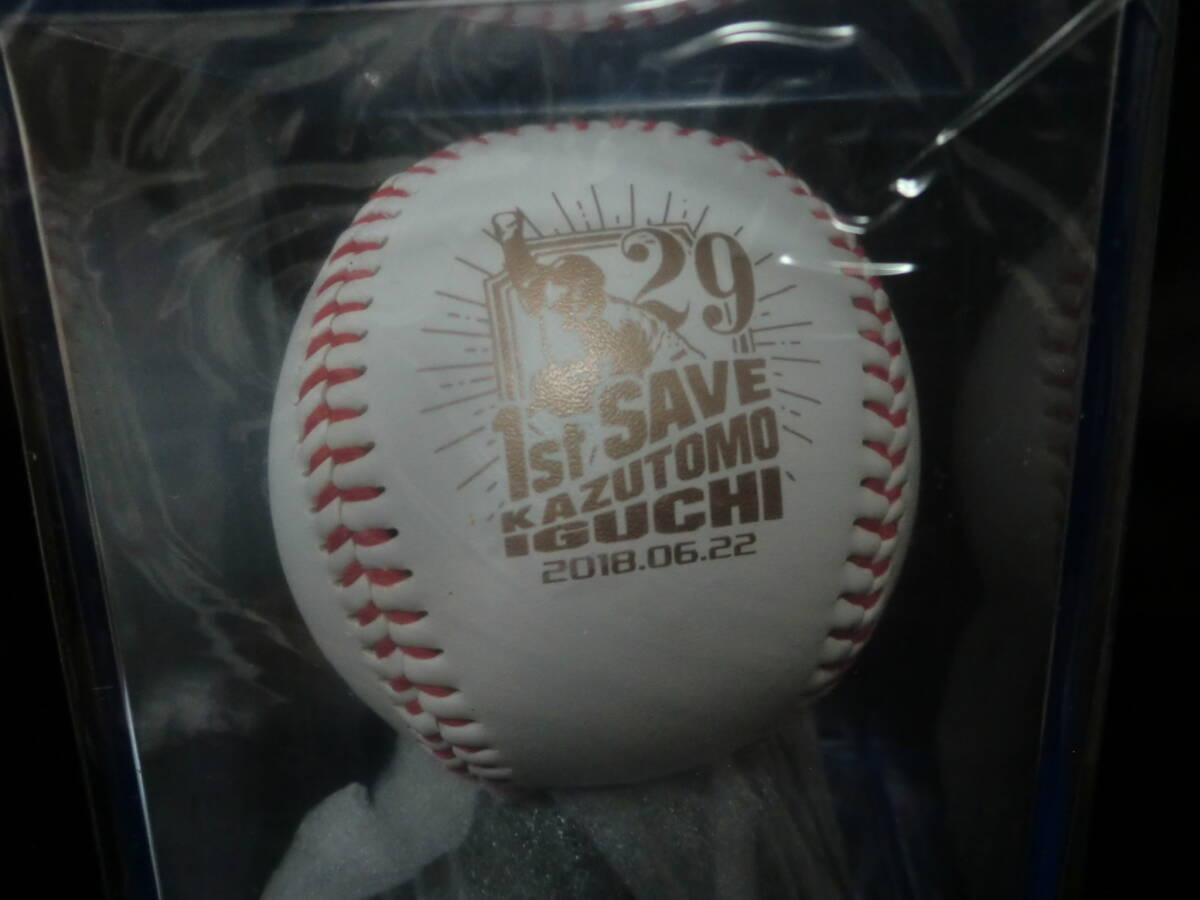 29
1st SAVE
KAZUTOMO
IGUCHI
2018.06.22